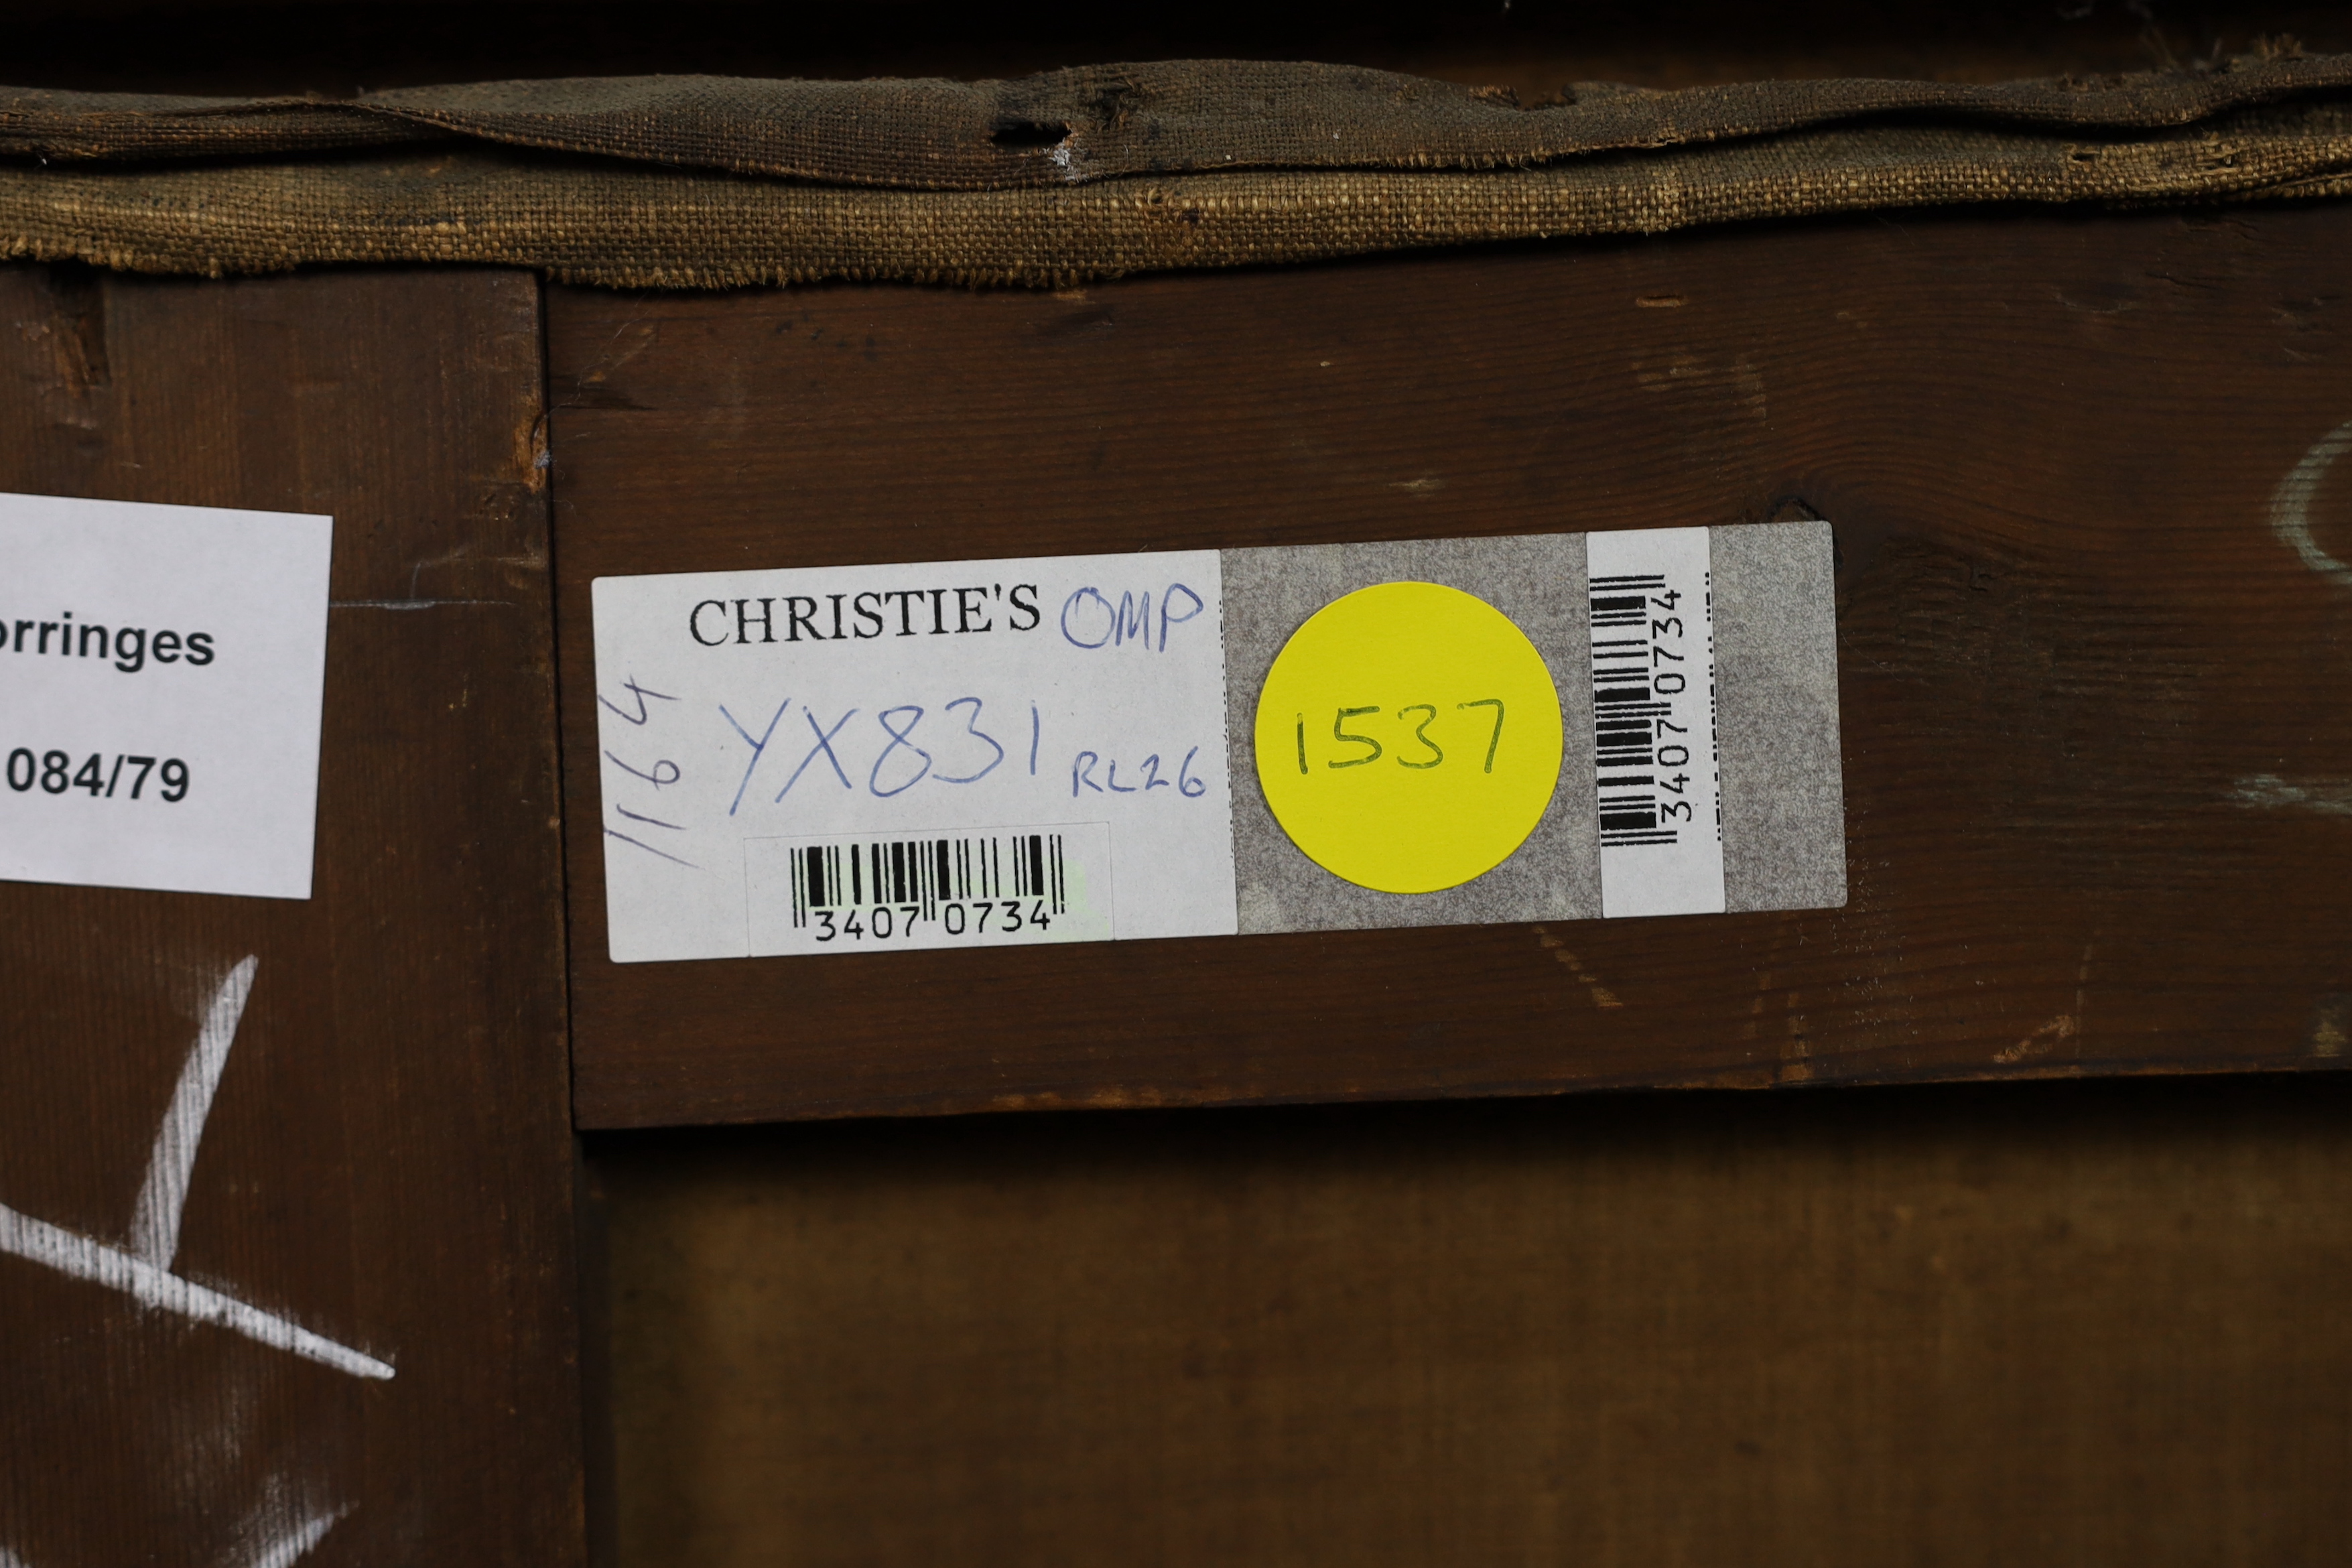 orringes
084/79
CHRISTIE'S OMP
1164
YX831 RL26
3407 0734
1537
3407 0734